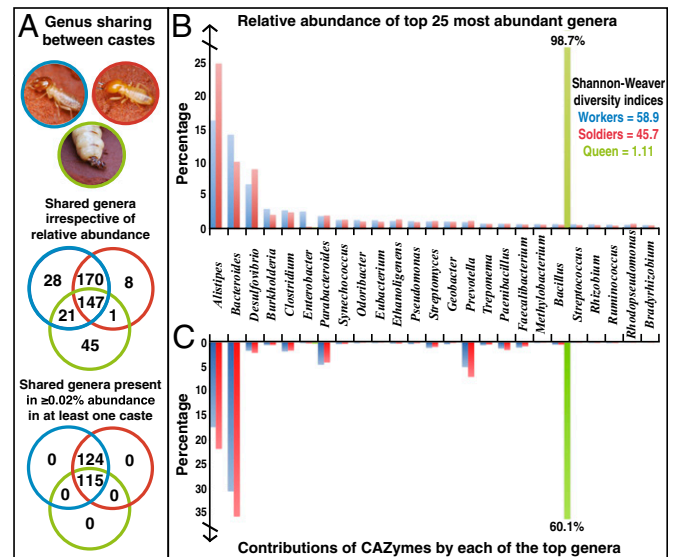 A
Genus sharing
between castes
Shared genera
irrespective of
relative abundance
28
170
8
147
21
1
45
Shared genera present
in ≥0.02% abundance
in at least one caste
0
124
0
115
0
0
0
B
Relative abundance of top 25 most abundant genera
98.7%
Percentage
25
20
15
10
5
0
Shannon-Weaver
diversity indices
Workers = 58.9
Soldiers = 45.7
Queen = 1.11
Alistipes
Bacteroides
Desulfovibrio
Burkholderia
Clostridium
Enterobacter
Parabacteroides
Synechococcus
Odoribacter
Eubacterium
Ethanoligenens
Pseudomonas
Streptomyces
Geobacter
Prevotella
Treponema
Paenibacillus
Faecalibacterium
Methylobacterium
Bacillus
Streptococcus
Rhizobium
Ruminococcus
Rhodopseudomonas
Bradyrhizobium
C
Percentage
0
5
10
15
20
25
30
35
60.1%
Contributions of CAZymes by each of the top genera